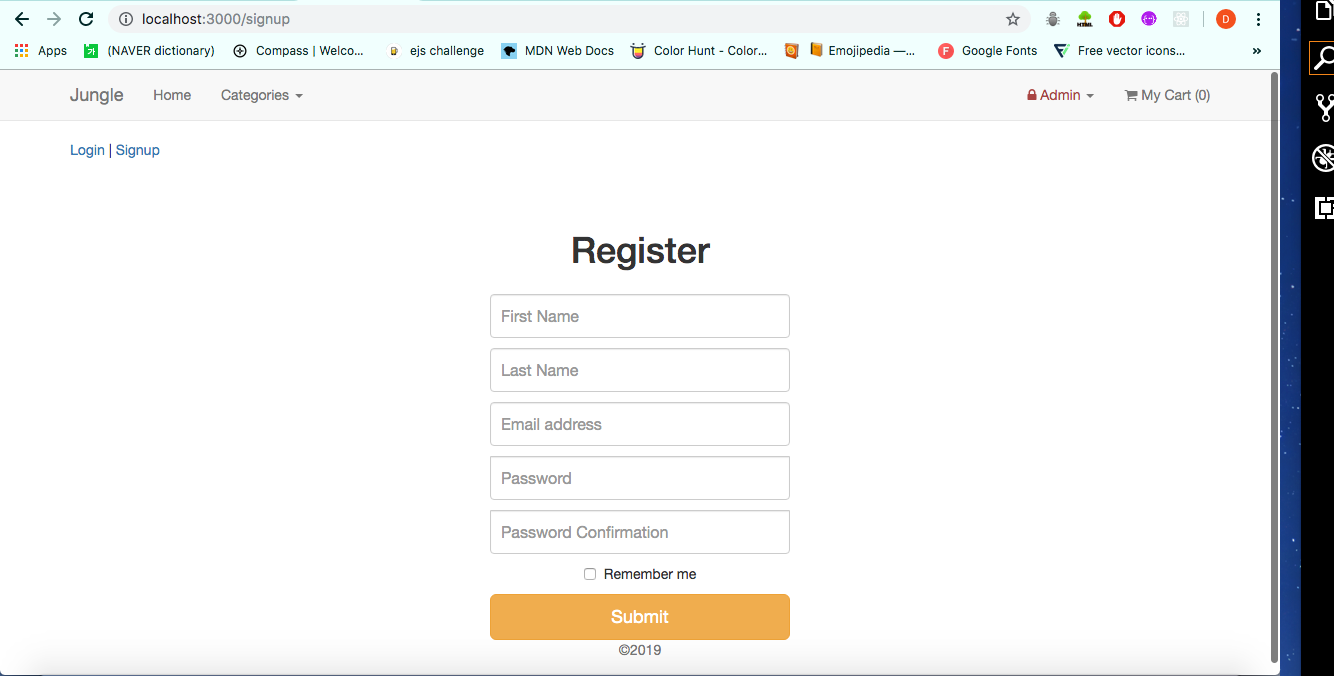 localhost:3000/signup
D
Apps (NAVER dictionary) Compass | Welco... ejs challenge MDN Web Docs Color Hunt - Color... Emojipedia —... F Google Fonts Free vector icons... »
Jungle Home Categories Admin My Cart (0)
Login | Signup
Register
First Name
Last Name
Email address
Password
Password Confirmation
Remember me
Submit
©2019